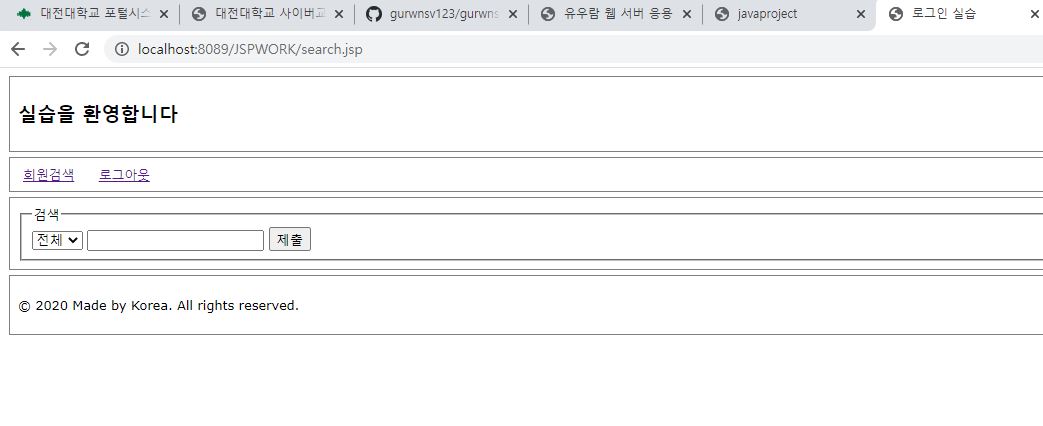 대전대학교 포털시스
대전대학교 사이버교
gurwnsv123/gurwns
유우람 웹 서버 응용
javaproject
로그인 실습
localhost:8089/JSPWORK/search.jsp
실습을 환영합니다
회원검색 로그아웃
검색
전체 제출
© 2020 Made by Korea. All rights reserved.